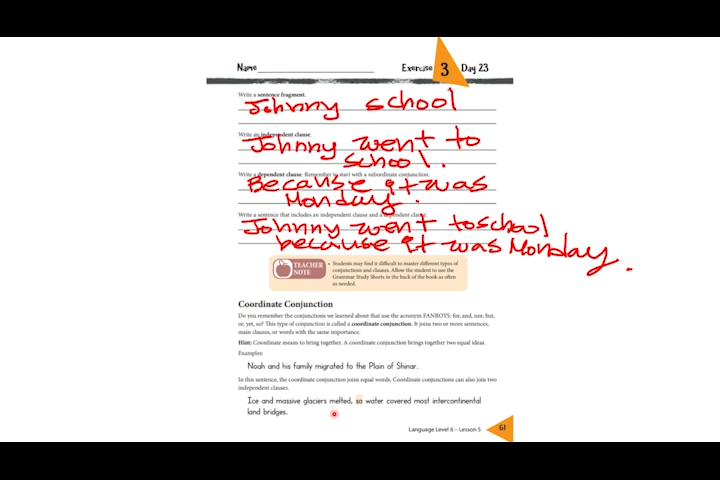 Name
Exercise 3 Day 23
Write a sentence fragment.
Johnny school
Write an independent clause.
Johnny went to
school.
Write a dependent clause. Remember to start with a subordinate conjunction.
Because it was
Monday.
Write a sentence that includes an independent clause and a dependent clause.
Johnny went to school
because it was Monday.
TEACHER
NOTE
• Students may find it difficult to master different types of
conjunctions and clauses. Allow the student to use the
Grammar Study Sheets in the back of the book as often
as needed.
Coordinate Conjunction
Do you remember the conjunctions we learned about that use the acronym FANBOYS: for, and, nor, but,
or, yet, so? This type of conjunction is called a coordinate conjunction. It joins two or more sentences,
main clauses, or words with the same importance.
Hint: Coordinate means to bring together. A coordinate conjunction brings together two equal ideas.
Examples:
Noah and his family migrated to the Plain of Shinar.
In this sentence, the coordinate conjunction joins equal words. Coordinate conjunctions can also join two
independent clauses.
Ice and massive glaciers melted, so water covered most intercontinental
land bridges.
Language Level 6 – Lesson 5 61